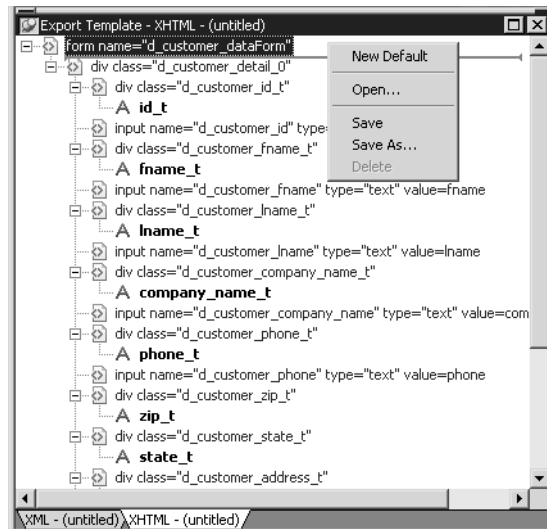 Export Template - XHTML - (untitled)
form name="d_customer_dataForm"
div class="d_customer_detail_0"
div class="d_customer_id_t"
A id_t
input name="d_customer_id" type=
div class="d_customer_fname_t"
A fname_t
input name="d_customer_fname" type="text" value=fname
div class="d_customer_lname_t"
A lname_t
input name="d_customer_lname" type="text" value=lname
div class="d_customer_company_name_t"
A company_name_t
input name="d_customer_company_name" type="text" value=com
div class="d_customer_phone_t"
A phone_t
input name="d_customer_phone" type="text" value=phone
div class="d_customer_zip_t"
A zip_t
div class="d_customer_state_t"
A state_t
div class="d_customer_address_t"
New Default
Open...
Save
Save As...
Delete
XML - (untitled) XHTML - (untitled)